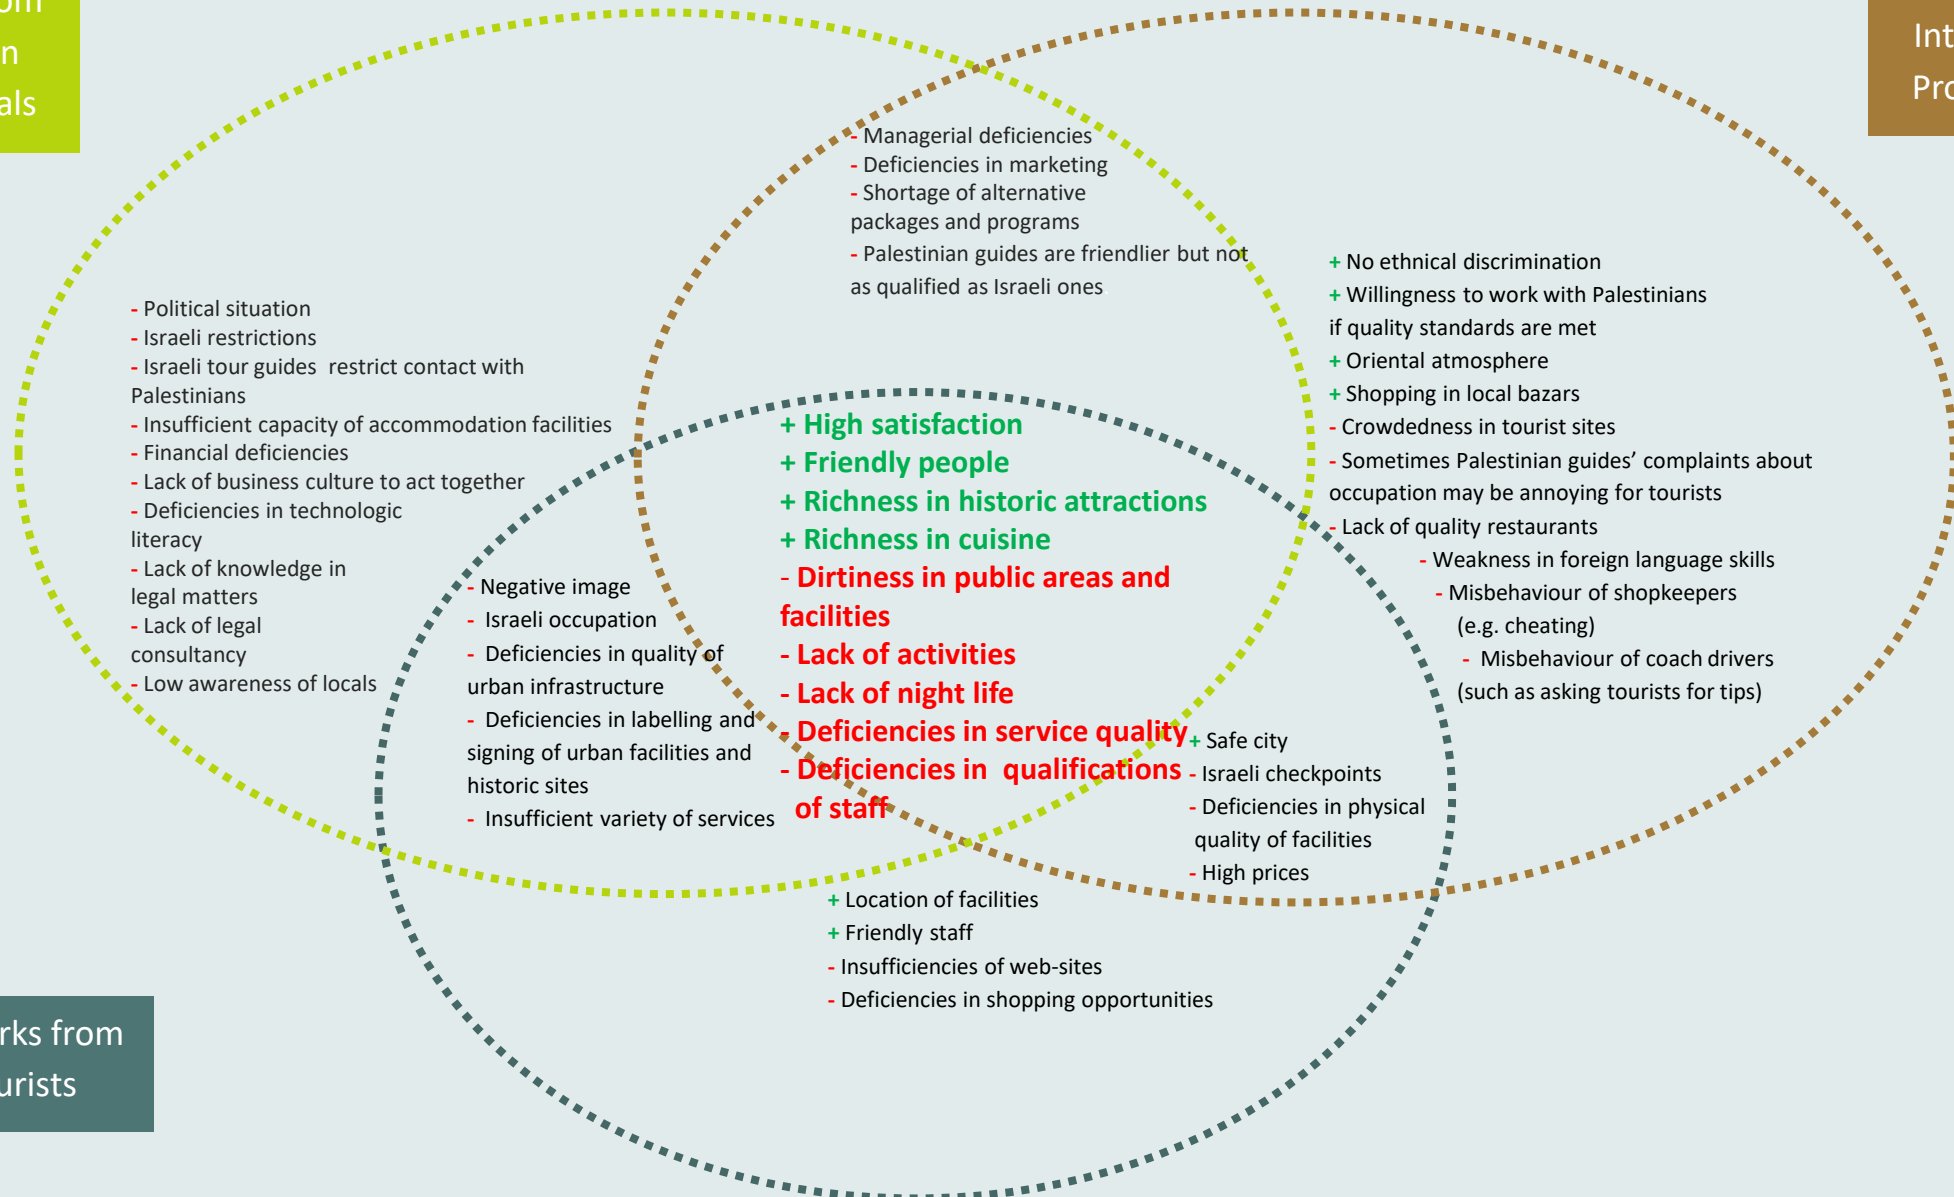 om
n
als
Int
Pro
- Managerial deficiencies
- Deficiencies in marketing
- Shortage of alternative
packages and programs
- Palestinian guides are friendlier but not
as qualified as Israeli ones
- Political situation
- Israeli restrictions
- Israeli tour guides restrict contact with
Palestinians
- Insufficient capacity of accommodation facilities
- Financial deficiencies
- Lack of business culture to act together
- Deficiencies in technologic
literacy
- Lack of knowledge in
legal matters
- Lack of legal
consultancy
- Low awareness of locals
+ No ethnical discrimination
+ Willingness to work with Palestinians
if quality standards are met
+ Oriental atmosphere
+ Shopping in local bazars
- Crowdedness in tourist sites
- Sometimes Palestinian guides' complaints about
occupation may be annoying for tourists
- Lack of quality restaurants
- Weakness in foreign language skills
- Misbehaviour of shopkeepers
(e.g. cheating)
- Misbehaviour of coach drivers
(such as asking tourists for tips)
+ High satisfaction
+ Friendly people
+ Richness in historic attractions
+ Richness in cuisine
- Dirtiness in public areas and
facilities
- Lack of activities
- Lack of night life
- Deficiencies in service quality
- Deficiencies in qualifications
of staff
- Negative image
- Israeli occupation
- Deficiencies in quality of
urban infrastructure
- Deficiencies in labelling and
signing of urban facilities and
historic sites
- Insufficient variety of services
+ Safe city
- Israeli checkpoints
- Deficiencies in physical
quality of facilities
- High prices
+ Location of facilities
+ Friendly staff
- Insufficiencies of web-sites
- Deficiencies in shopping opportunities
rks from
urists